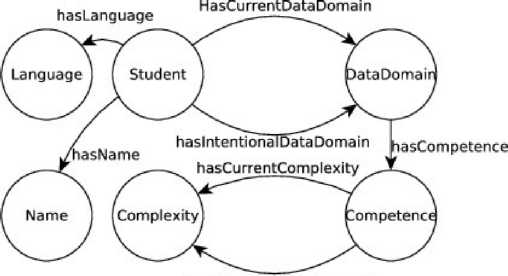 HasCurrentDataDomain
hasLanguage
Language
Student
DataDomain
hasIntentionalDataDomain
hasCompetence
hasName
hasCurrentComplexity
Name
Complexity
Competence